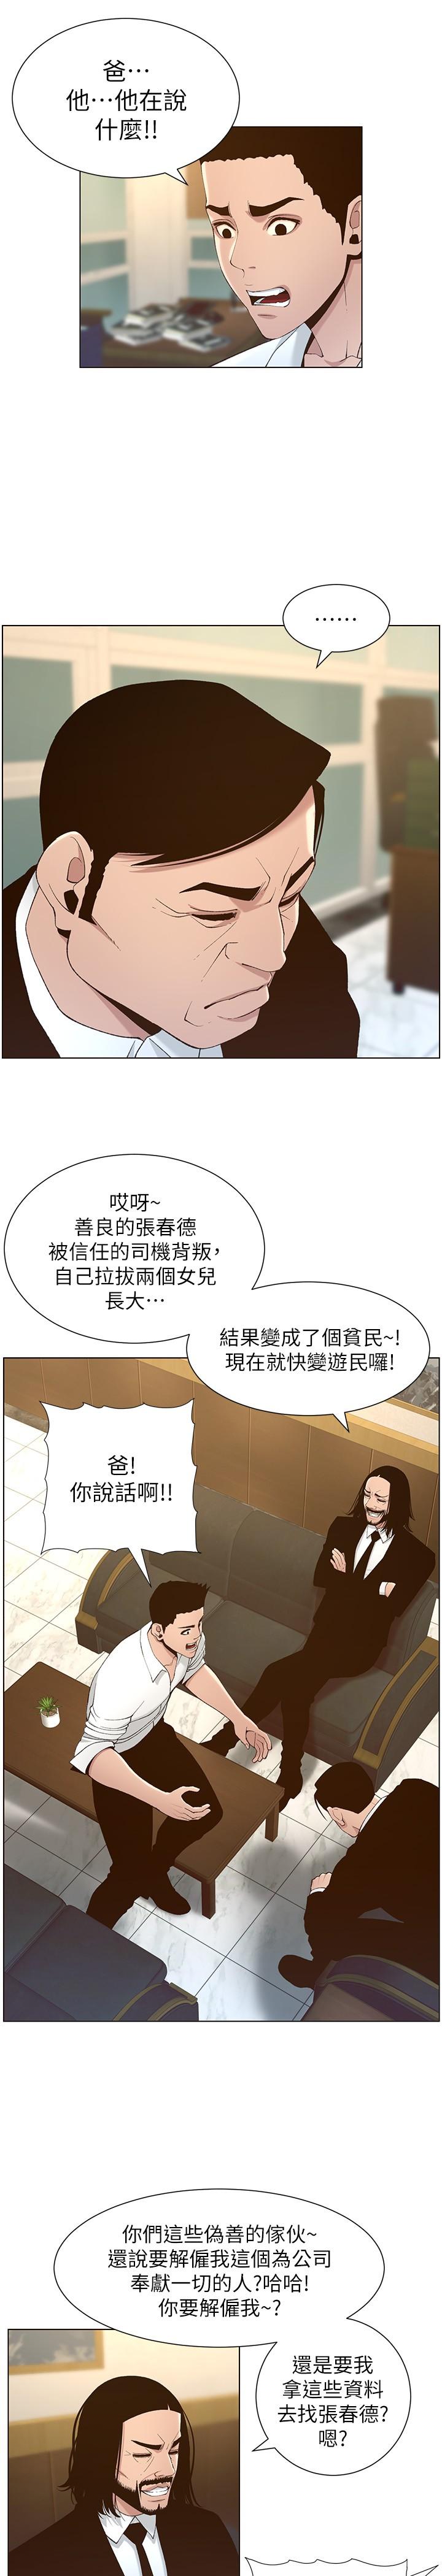 爸⋯
他⋯他在說
什麼!!
⋯⋯
哎呀~
善良的張春德
被信任的司機背叛，
自己拉拔兩個女兒
長大⋯
結果變成了個貧民~!
現在就快變遊民囉!
爸!
你說話啊!!
你們這些偽善的傢伙~
還說要解僱我這個為公司
奉獻一切的人?哈哈!
你要解僱我~?
還是要我
拿這些資料
去找張春德?
嗯?